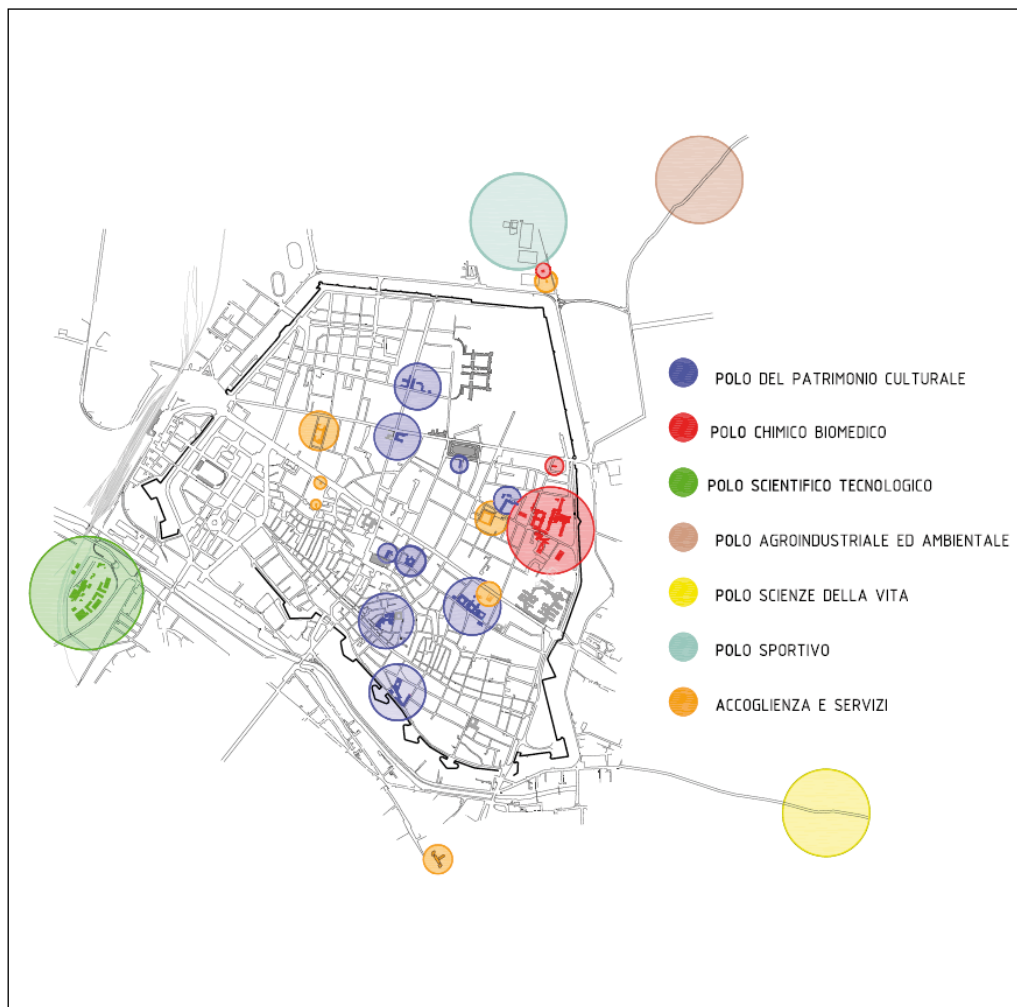 POLO DEL PATRIMONIO CULTURALE
POLO CHIMICO BIOMEDICO
POLO SCIENTIFICO TECNOLOGICO
POLO AGROINDUSTRIALE ED AMBIENTALE
POLO SCIENZE DELLA VITA
POLO SPORTIVO
ACCOGLIENZA E SERVIZI